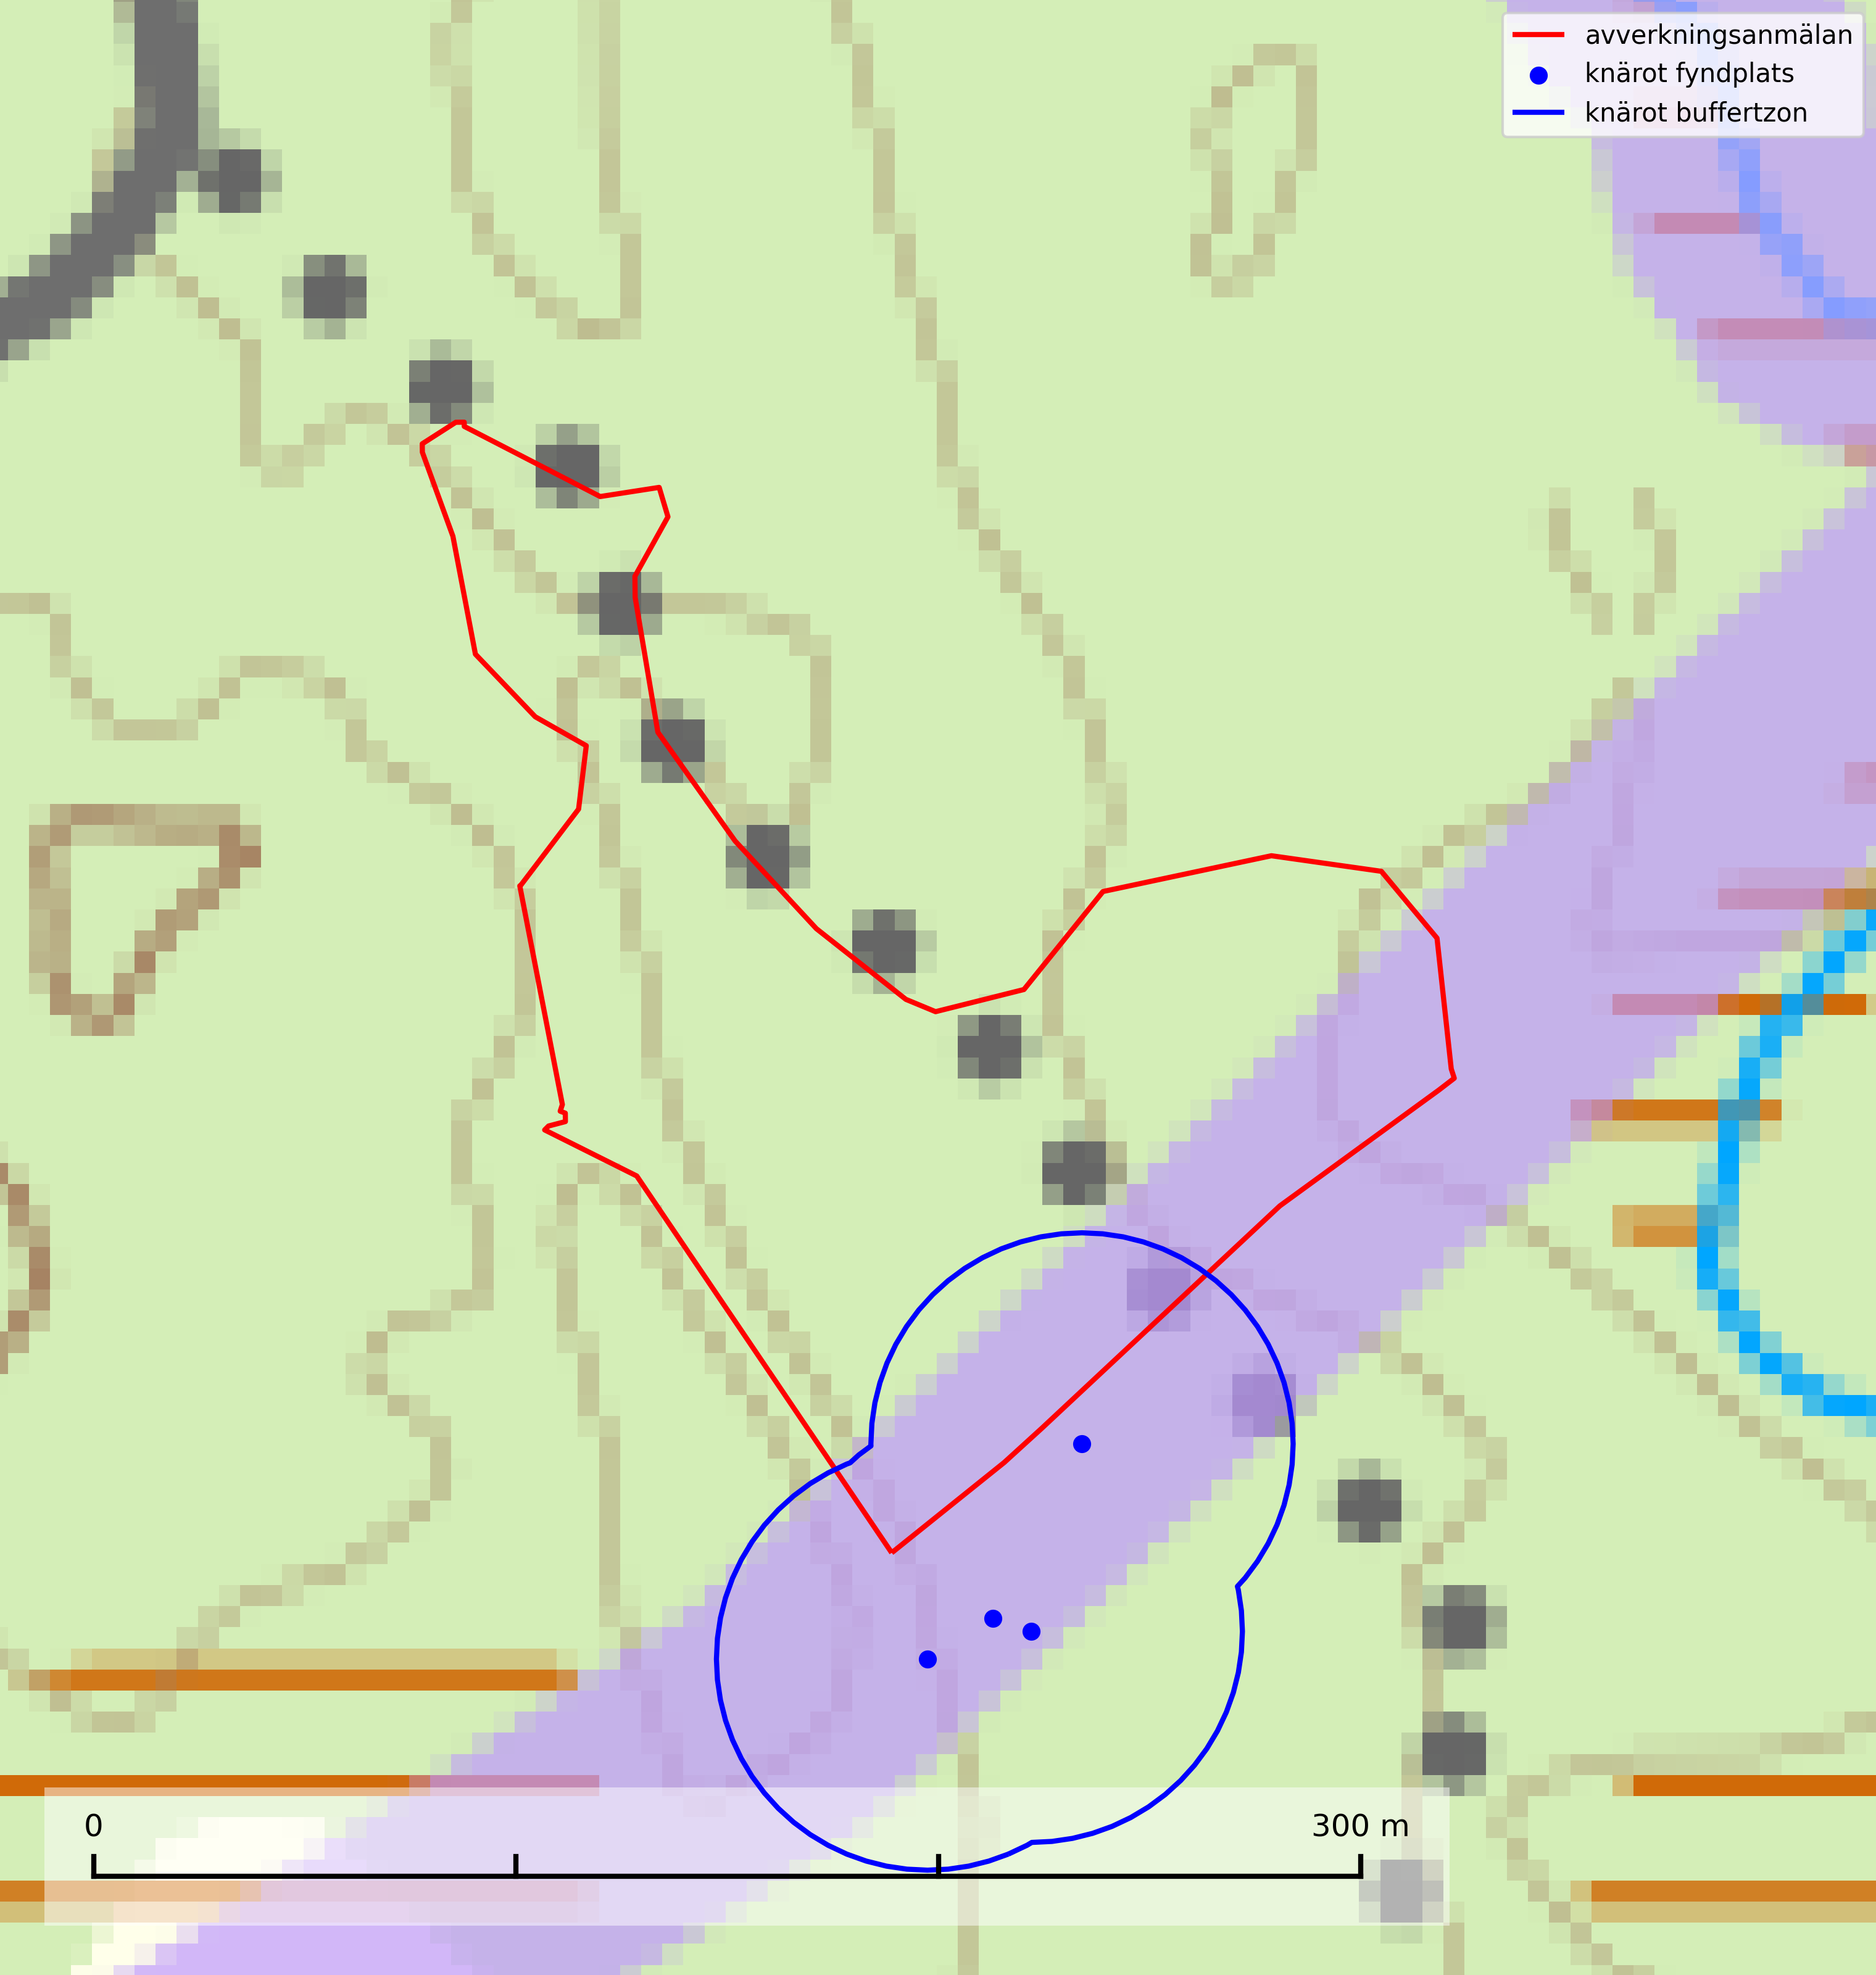 avverkningsanmälan
knärot fyndplats
knärot buffertzon
0
300 m